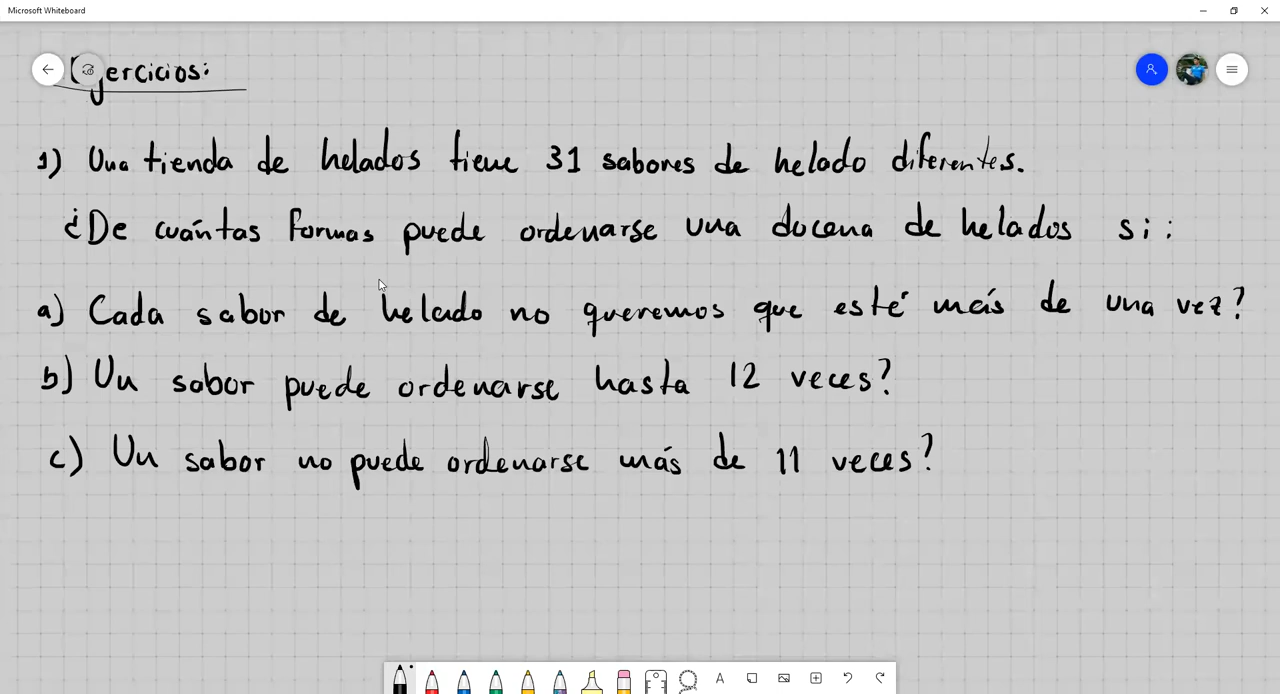 Microsoft Whiteboard
Ejercicios:
1) Una tienda de helados tiene 31 sabores de helado diferentes.
¿De cuántas formas puede ordenarse una docena de helados si:
a) Cada sabor de helado no queremos que esté más de una vez?
b) Un sabor puede ordenarse hasta 12 veces?
c) Un sabor no puede ordenarse más de 11 veces?
A